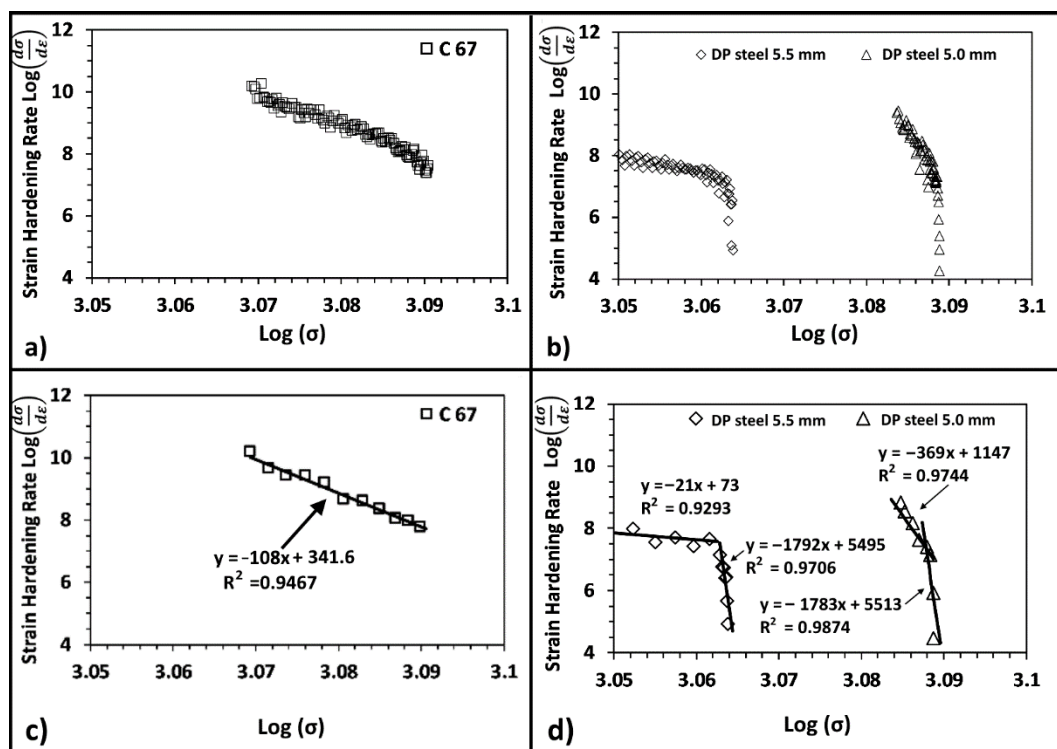 Strain Hardening Rate Log(dσ/dε)
12
10
8
6
4
C 67
3.05
3.06
3.07
3.08
3.09
3.1
Log (σ)
a)
Strain Hardening Rate Log(dσ/dε)
12
10
8
6
4
DP steel 5.5 mm
DP steel 5.0 mm
3.05
3.06
3.07
3.08
3.09
3.1
Log (σ)
b)
Strain Hardening Rate Log(dσ/dε)
12
10
8
6
4
C 67
y = −108x + 341.6
R² = 0.9467
3.05
3.06
3.07
3.08
3.09
3.1
Log (σ)
c)
Strain Hardening Rate Log(dσ/dε)
12
10
8
6
4
DP steel 5.5 mm
DP steel 5.0 mm
y = −369x + 1147
R² = 0.9744
y = −21x + 73
R² = 0.9293
y = −1792x + 5495
R² = 0.9706
y = − 1783x + 5513
R² = 0.9874
3.05
3.06
3.07
3.08
3.09
3.1
Log (σ)
d)